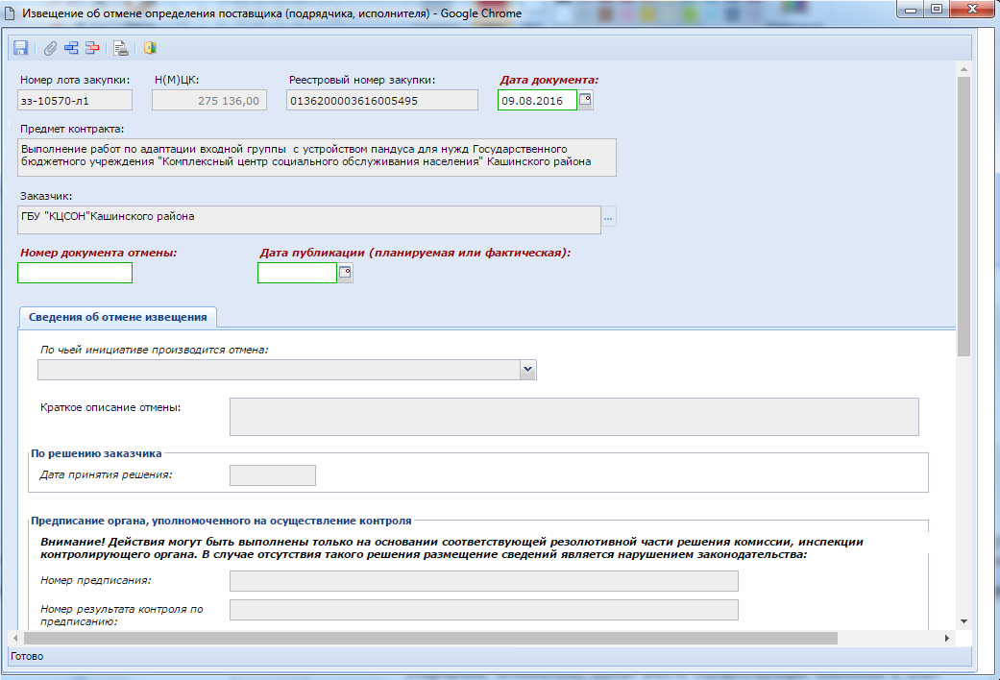 Извещение об отмене определения поставщика (подрядчика, исполнителя) - Google Chrome
Номер лота закупки: Н(М)ЦК: Реестровый номер закупки: Дата документа:
зз-10570-л1 275 136,00 0136200003616005495 09.08.2016
Предмет контракта:
Выполнение работ по адаптации входной группы с устройством пандуса для нужд Государственного
бюджетного учреждения "Комплексный центр социального обслуживания населения" Кашинского района
Заказчик:
ГБУ "КЦСОН"Кашинского района
...
Номер документа отмены: Дата публикации (планируемая или фактическая):
Сведения об отмене извещения
По чьей инициативе производится отмена:
Краткое описание отмены:
По решению заказчика
Дата принятия решения:
Предписание органа, уполномоченного на осуществление контроля
Внимание! Действия могут быть выполнены только на основании соответствующей резолютивной части решения комиссии, инспекции
контролирующего органа. В случае отсутствия такого решения размещение сведений является нарушением законодательства:
Номер предписания:
Номер результата контроля по
предписанию:
Готово